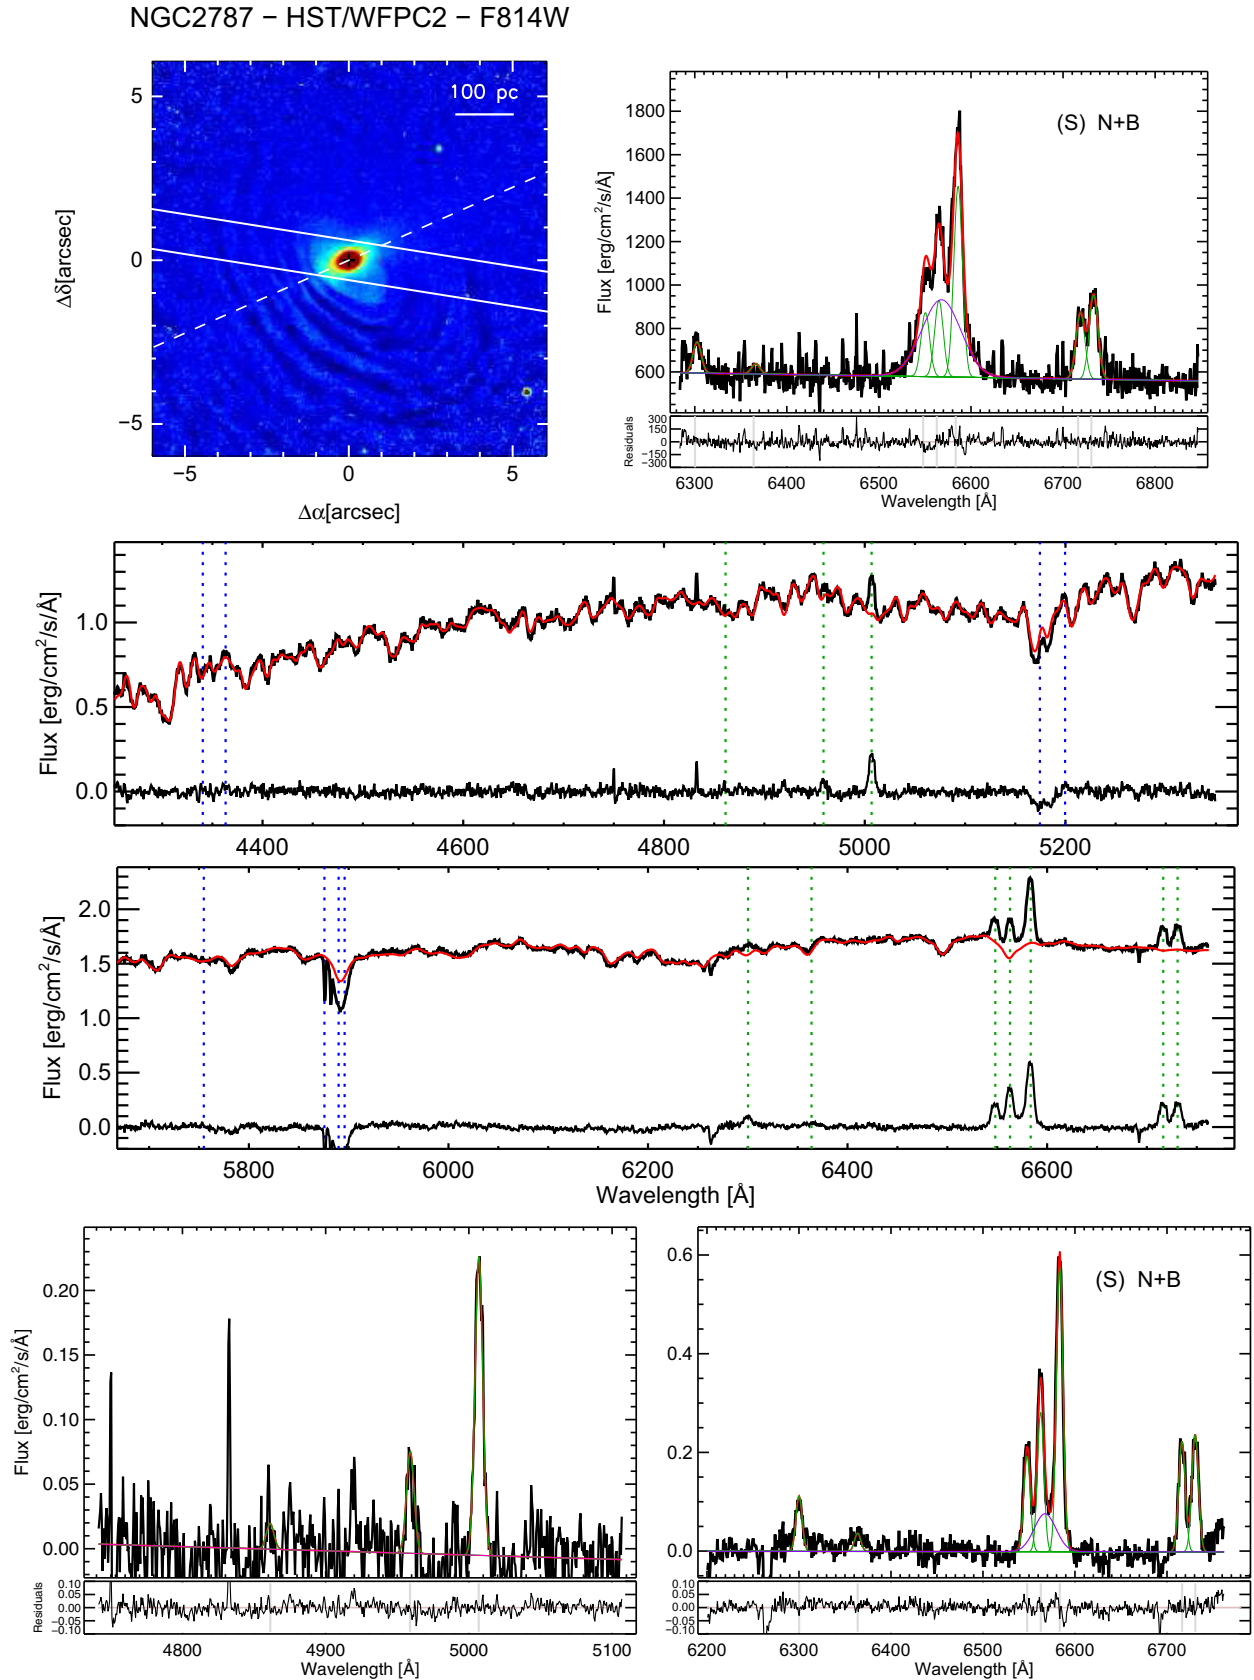 NGC2787 − HST/WFPC2 − F814W
100 pc
5
0
−5
Δδ[arcsec]
−5 0 5
Δα[arcsec]
(S) N+B
1800
1600
1400
1200
1000
800
600
Flux [erg/cm²/s/Å]
300
150
0
−150
−300
Residuals
6300 6400 6500 6600 6700 6800
Wavelength [Å]
1.0
0.5
0.0
Flux [erg/cm²/s/Å]
4400 4600 4800 5000 5200
2.0
1.5
1.0
0.5
0.0
Flux [erg/cm²/s/Å]
5800 6000 6200 6400 6600
Wavelength [Å]
0.20
0.15
0.10
0.05
0.00
Flux [erg/cm²/s/Å]
0.10
0.05
0.00
−0.05
−0.10
Residuals
4800 4900 5000 5100
Wavelength [Å]
(S) N+B
0.6
0.4
0.2
0.0
0.10
0.05
0.00
−0.05
−0.10
6200 6300 6400 6500 6600 6700
Wavelength [Å]